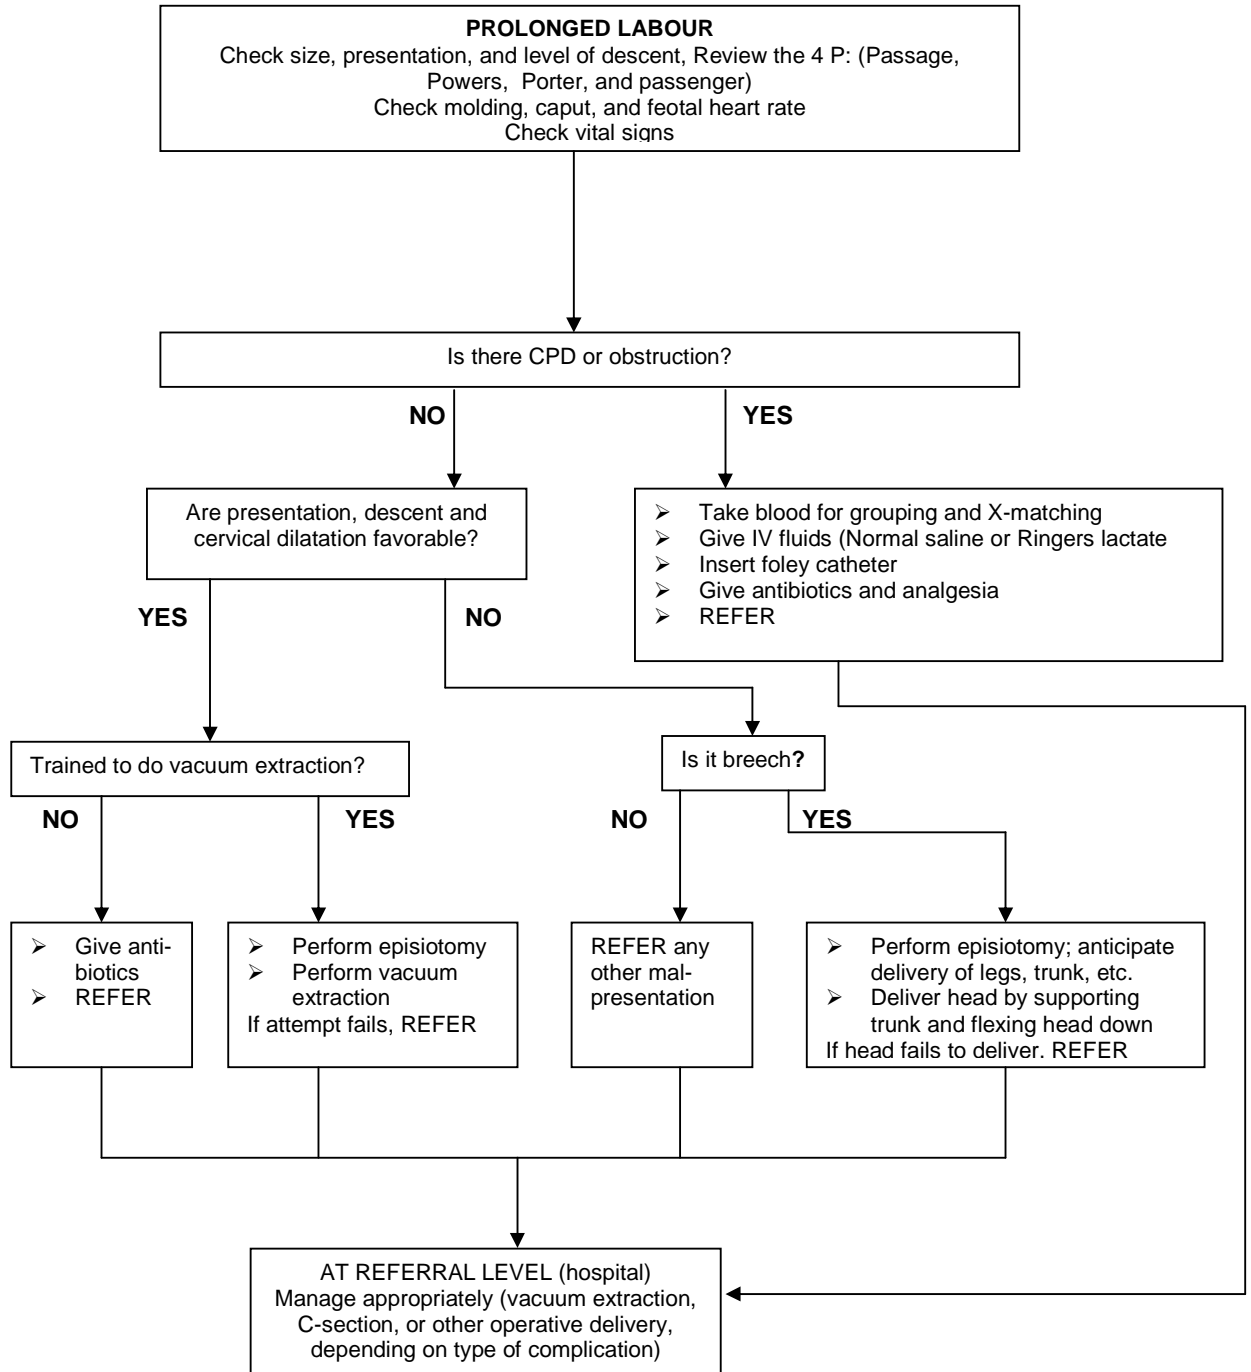 PROLONGED LABOUR
Check size, presentation, and level of descent, Review the 4 P: (Passage,
Powers, Porter, and passenger)
Check molding, caput, and feotal heart rate
Check vital signs
Is there CPD or obstruction?
NO
YES
Are presentation, descent and
cervical dilatation favorable?
➢ Take blood for grouping and X-matching
➢ Give IV fluids (Normal saline or Ringers lactate
➢ Insert foley catheter
➢ Give antibiotics and analgesia
➢ REFER
YES
NO
Trained to do vacuum extraction?
Is it breech?
NO
YES
NO
YES
➢ Give anti-
biotics
➢ REFER
➢ Perform episiotomy
➢ Perform vacuum
extraction
If attempt fails, REFER
REFER any
other mal-
presentation
➢ Perform episiotomy; anticipate
delivery of legs, trunk, etc.
➢ Deliver head by supporting
trunk and flexing head down
If head fails to deliver. REFER
AT REFERRAL LEVEL (hospital)
Manage appropriately (vacuum extraction,
C-section, or other operative delivery,
depending on type of complication)